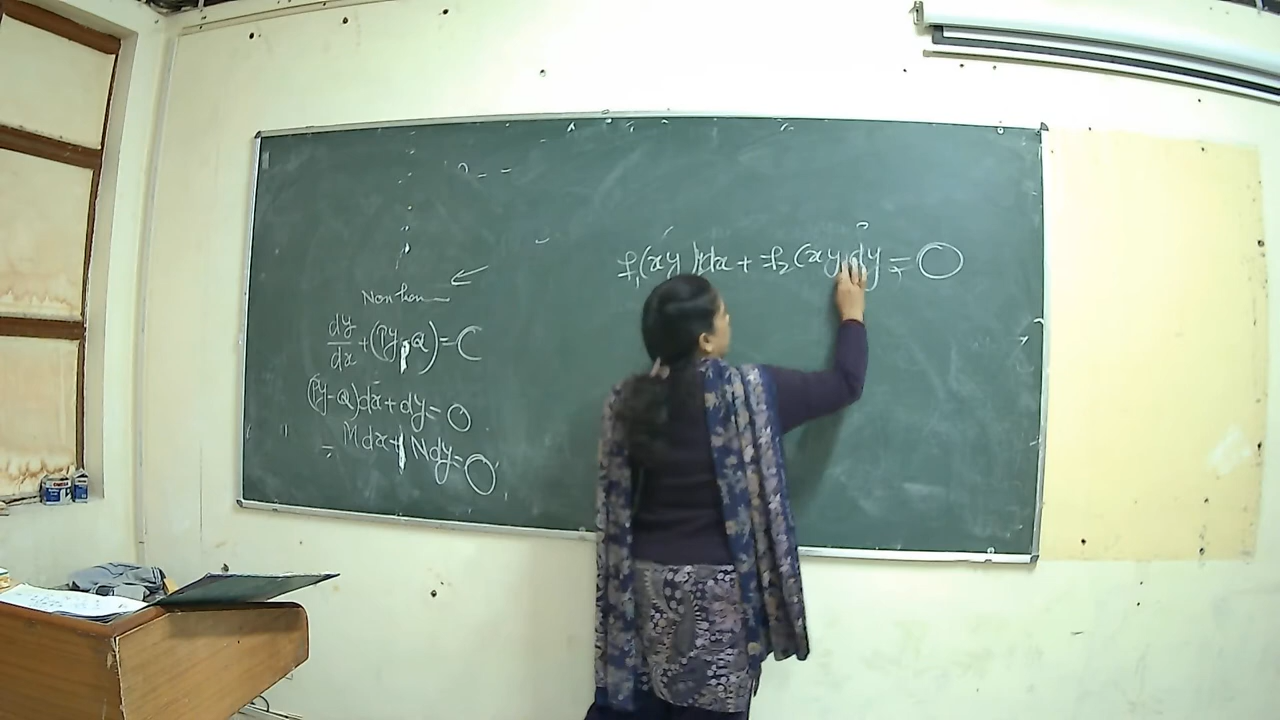 Non hom
dy/dx + (Py, Q) = C
(Py-Q)dx + dy = 0
= Mdx + Ndy = 0
f₁(xy)dx + f₂(xy)dy = 0